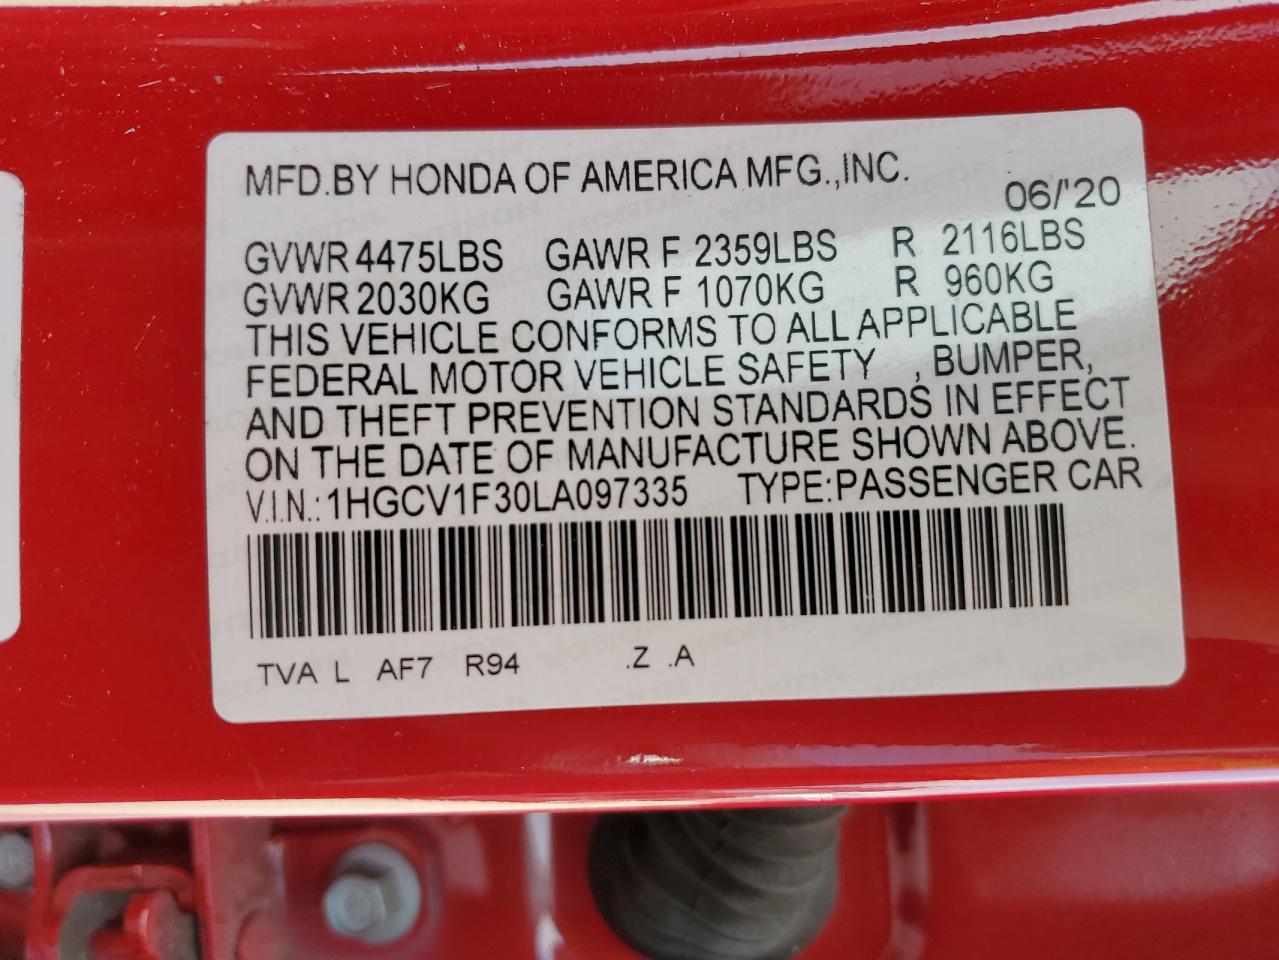 MFD.BY HONDA OF AMERICA MFG.,INC.
06/'20
GVWR 4475LBS GAWR F 2359LBS R 2116LBS
GVWR 2030KG GAWR F 1070KG R 960KG
THIS VEHICLE CONFORMS TO ALL APPLICABLE
FEDERAL MOTOR VEHICLE SAFETY , BUMPER,
AND THEFT PREVENTION STANDARDS IN EFFECT
ON THE DATE OF MANUFACTURE SHOWN ABOVE.
V.I.N.: 1HGCV1F30LA097335 TYPE:PASSENGER CAR
TVA L AF7 R94 .Z .A